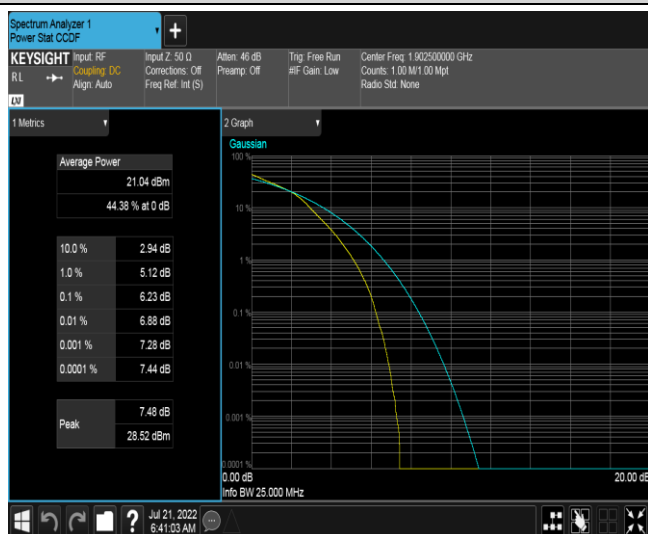 Spectrum Analyzer 1
Power Stat CCDF
KEYSIGHT
RL
LXI
Input: RF
Coupling: DC
Align: Auto
Input Z: 50 Ω
Corrections: Off
Freq Ref: Int (S)
Atten: 46 dB
Preamp: Off
Trig: Free Run
#IF Gain: Low
Center Freq: 1.902500000 GHz
Counts: 1.00 M/1.00 Mpt
Radio Std: None
1 Metrics
Average Power
21.04 dBm
44.38 % at 0 dB
10.0 % 2.94 dB
1.0 % 5.12 dB
0.1 % 6.23 dB
0.01 % 6.88 dB
0.001 % 7.28 dB
0.0001 % 7.44 dB
Peak
7.48 dB
28.52 dBm
2 Graph
Gaussian
100 %
10 %
1 %
0.1 %
0.01 %
0.001 %
0.0001 %
0.00 dB
20.00 dB
Info BW 25.000 MHz
?
Jul 21, 2022
6:41:03 AM